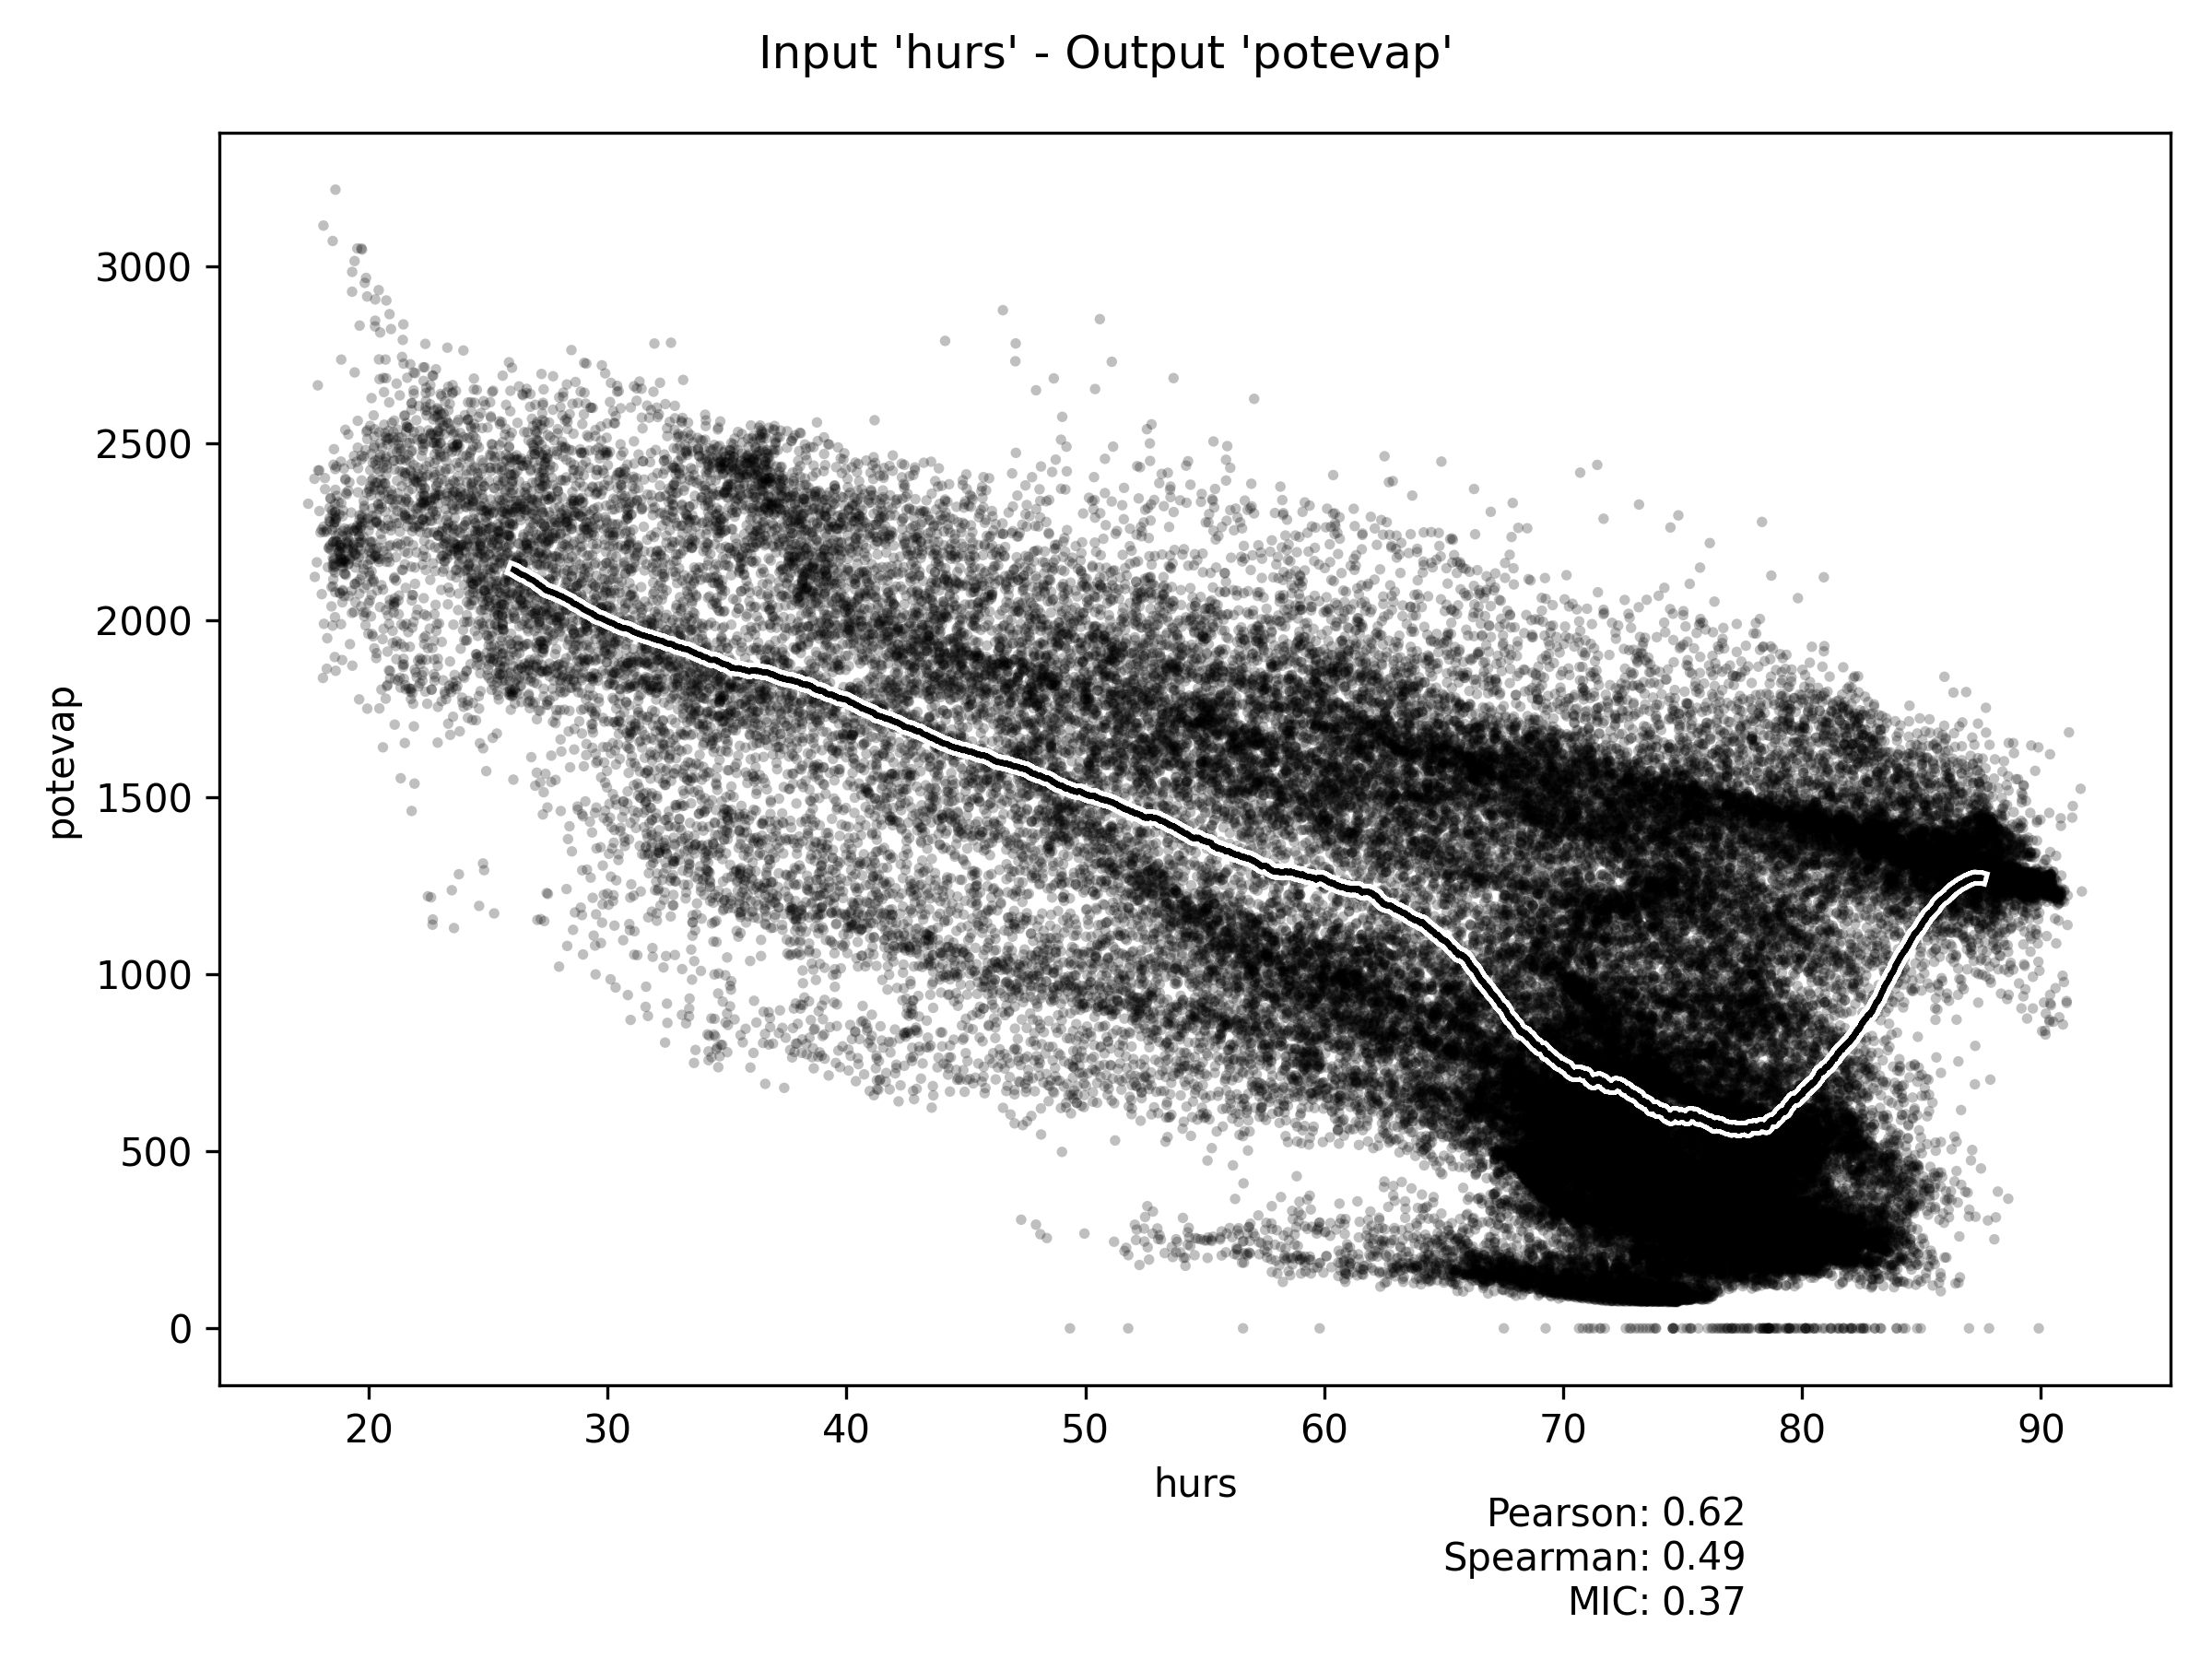 Input 'hurs' - Output 'potevap'
3000
2500
2000
1500
1000
500
0
potevap
20 30 40 50 60 70 80 90
hurs
Pearson: 0.62
Spearman: 0.49
MIC: 0.37